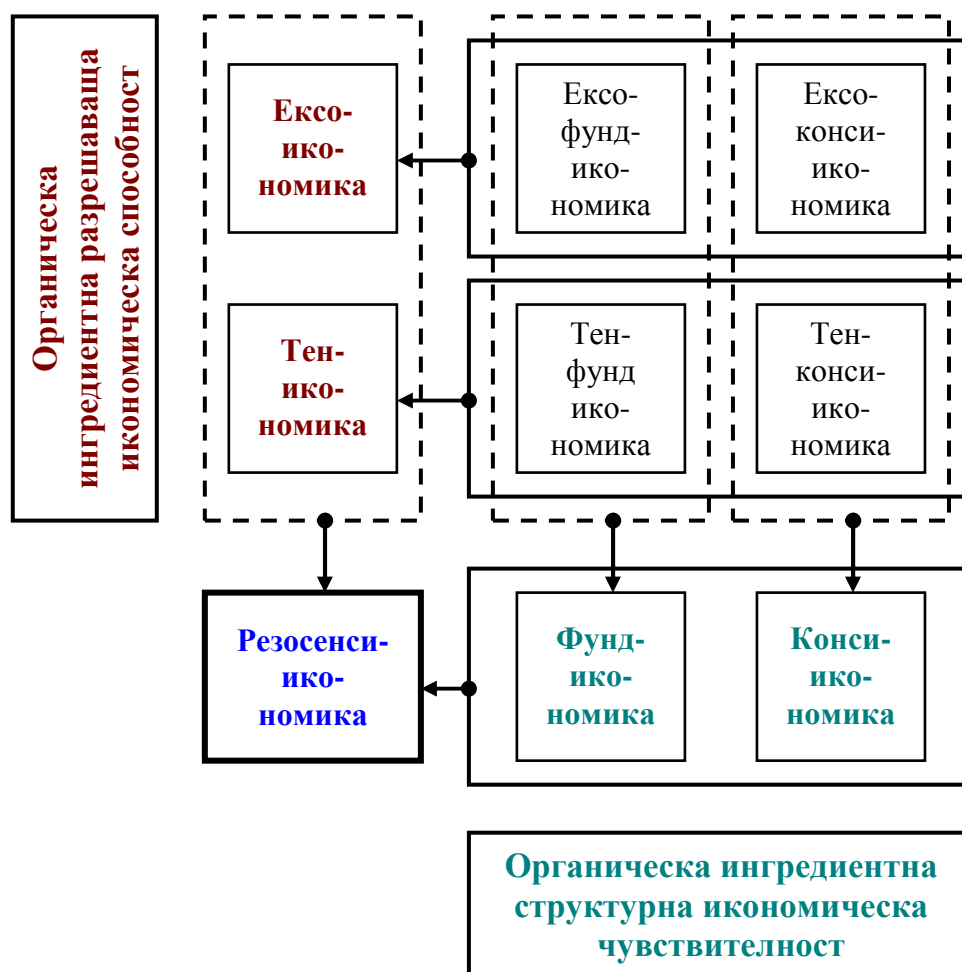 Органическа
ингредиентна разрешаваща
икономическа способност
Ексо-
ико-
номика
Ексо-
фунд-
ико-
номика
Ексо-
конси-
ико-
номика
Тен-
ико-
номика
Тен-
фунд
ико-
номика
Тен-
конси-
ико-
номика
Резосенси-
ико-
номика
Фунд-
ико-
номика
Конси-
ико-
номика
Органическа ингредиентна
структурна икономическа
чувствителност